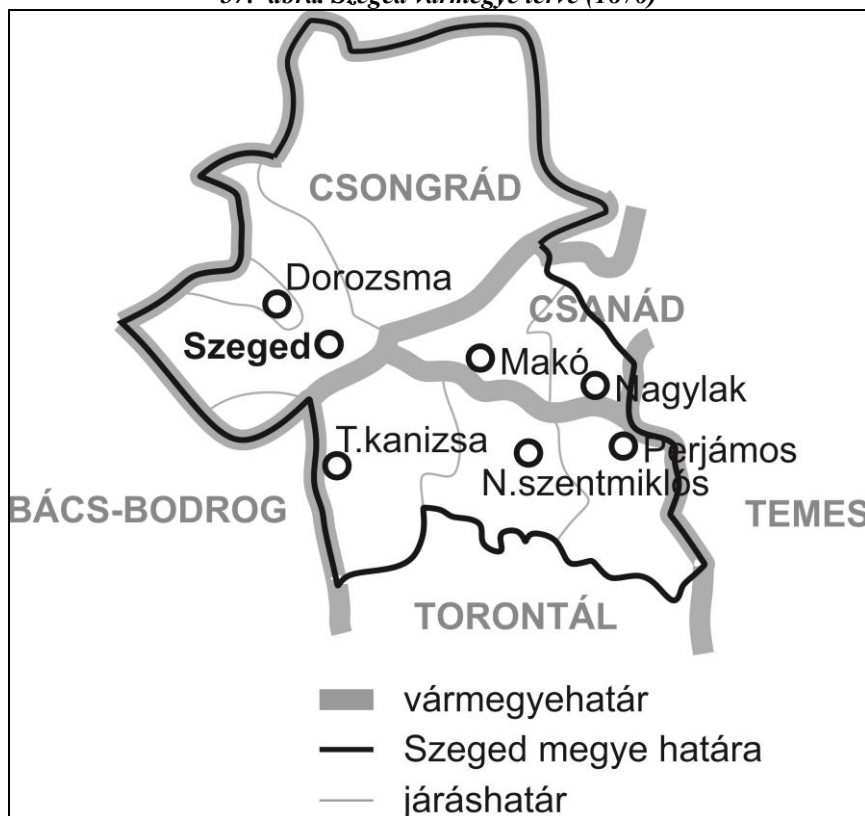 CSONGRÁD
Dorozsma
CSANÁD
Szeged
Makó
Nagylak
T.kanizsa
Perjámos
N.szentmiklós
BÁCS-BODROG
TEMES
TORONTÁL
vármegyehatár
Szeged megye határa
járáshatár